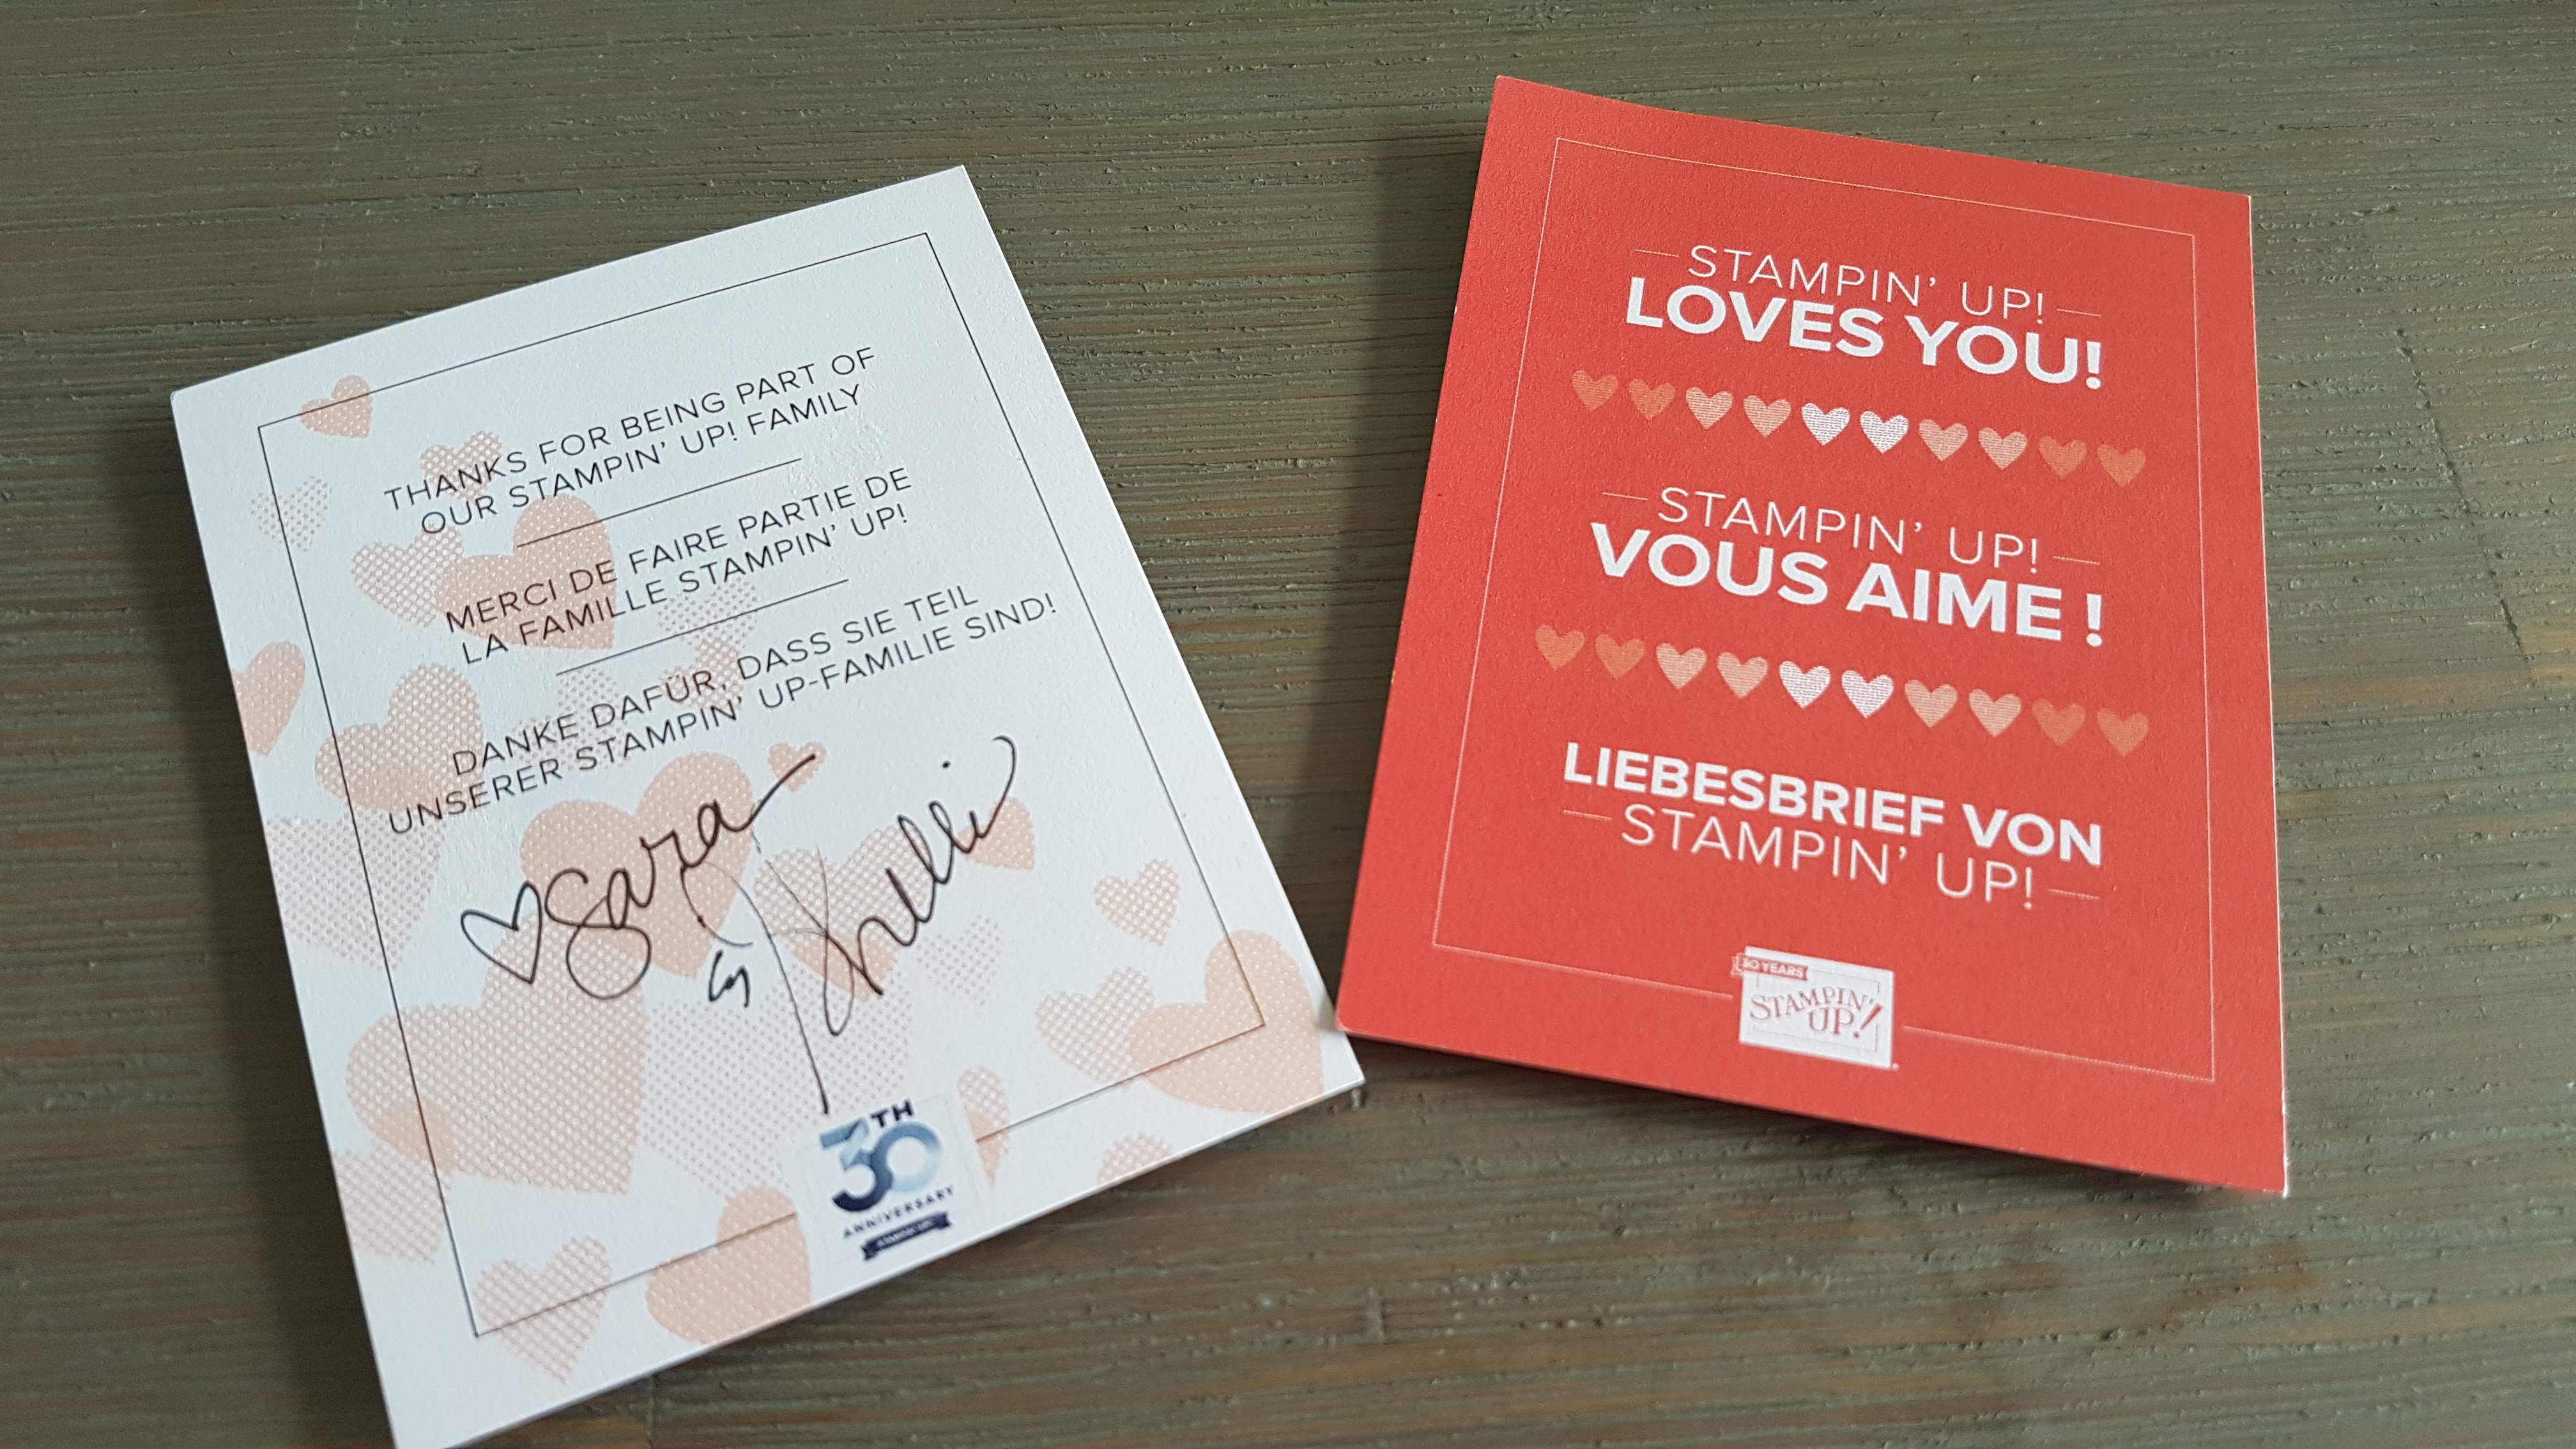 THANKS FOR BEING PART OF
OUR STAMPIN' UP! FAMILY
MERCI DE FAIRE PARTIE DE
LA FAMILLE STAMPIN' UP!
DANKE DAFÜR, DASS SIE TEIL
UNSERER STAMPIN' UP-FAMILIE SIND!
Sara
Shelli
30TH
ANNIVERSARY
STAMPIN' UP!
LOVES YOU!
STAMPIN' UP!
VOUS AIME !
LIEBESBRIEF VON
STAMPIN' UP!
30 YEARS
STAMPIN'
UP!